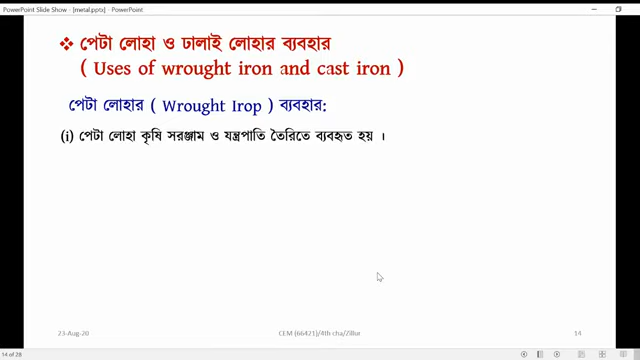 PowerPoint Slide Show - [metal.pptx] - PowerPoint
❖ পেটা লোহা ও ঢালাই লোহার ব্যবহার
( Uses of wrought iron and cast iron )
পেটা লোহার ( Wrought Irop ) ব্যবহার:
(i) পেটা লোহা কৃষি সরঞ্জাম ও যন্ত্রপাতি তৈরিতে ব্যবহৃত হয় ।
23-Aug-20 CEM (66421)/4th cha/Zillur 14
14 of 28